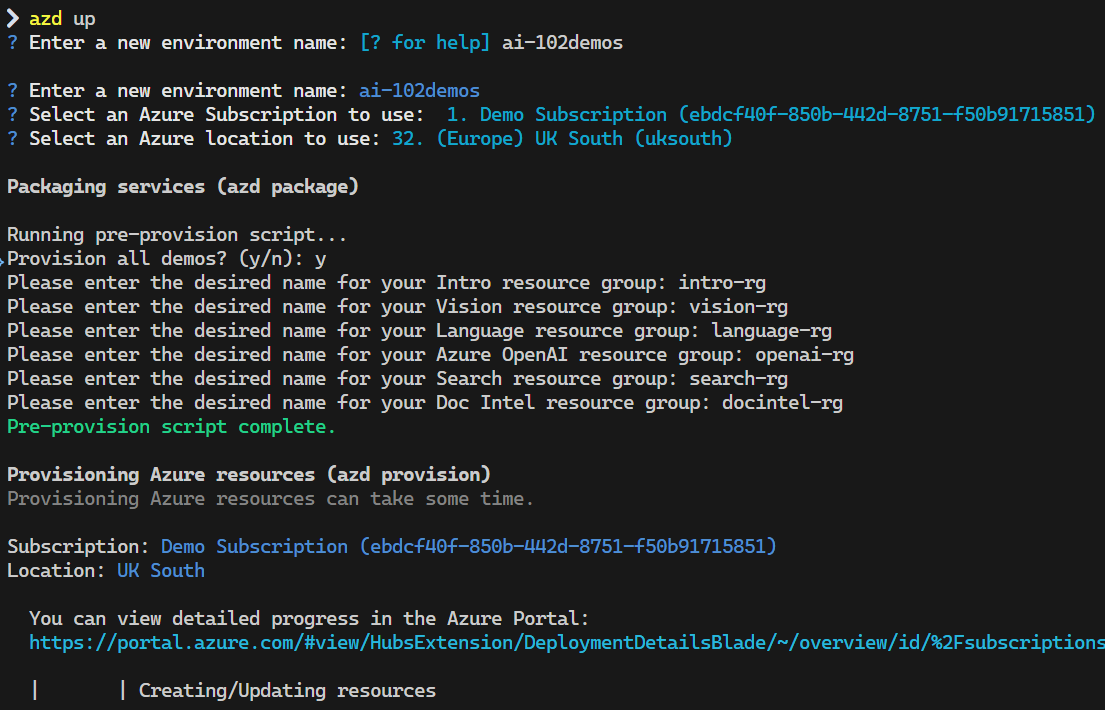 ❯ azd up
? Enter a new environment name: [? for help] ai-102demos
? Enter a new environment name: ai-102demos
? Select an Azure Subscription to use:  1. Demo Subscription (ebdcf40f-850b-442d-8751-f50b91715851)
? Select an Azure location to use: 32. (Europe) UK South (uksouth)
Packaging services (azd package)
Running pre-provision script...
Provision all demos? (y/n): y
Please enter the desired name for your Intro resource group: intro-rg
Please enter the desired name for your Vision resource group: vision-rg
Please enter the desired name for your Language resource group: language-rg
Please enter the desired name for your Azure OpenAI resource group: openai-rg
Please enter the desired name for your Search resource group: search-rg
Please enter the desired name for your Doc Intel resource group: docintel-rg
Pre-provision script complete.
Provisioning Azure resources (azd provision)
Provisioning Azure resources can take some time.
Subscription: Demo Subscription (ebdcf40f-850b-442d-8751-f50b91715851)
Location: UK South
You can view detailed progress in the Azure Portal:
https://portal.azure.com/#view/HubsExtension/DeploymentDetailsBlade/~/overview/id/%2Fsubscriptions
|       | Creating/Updating resources